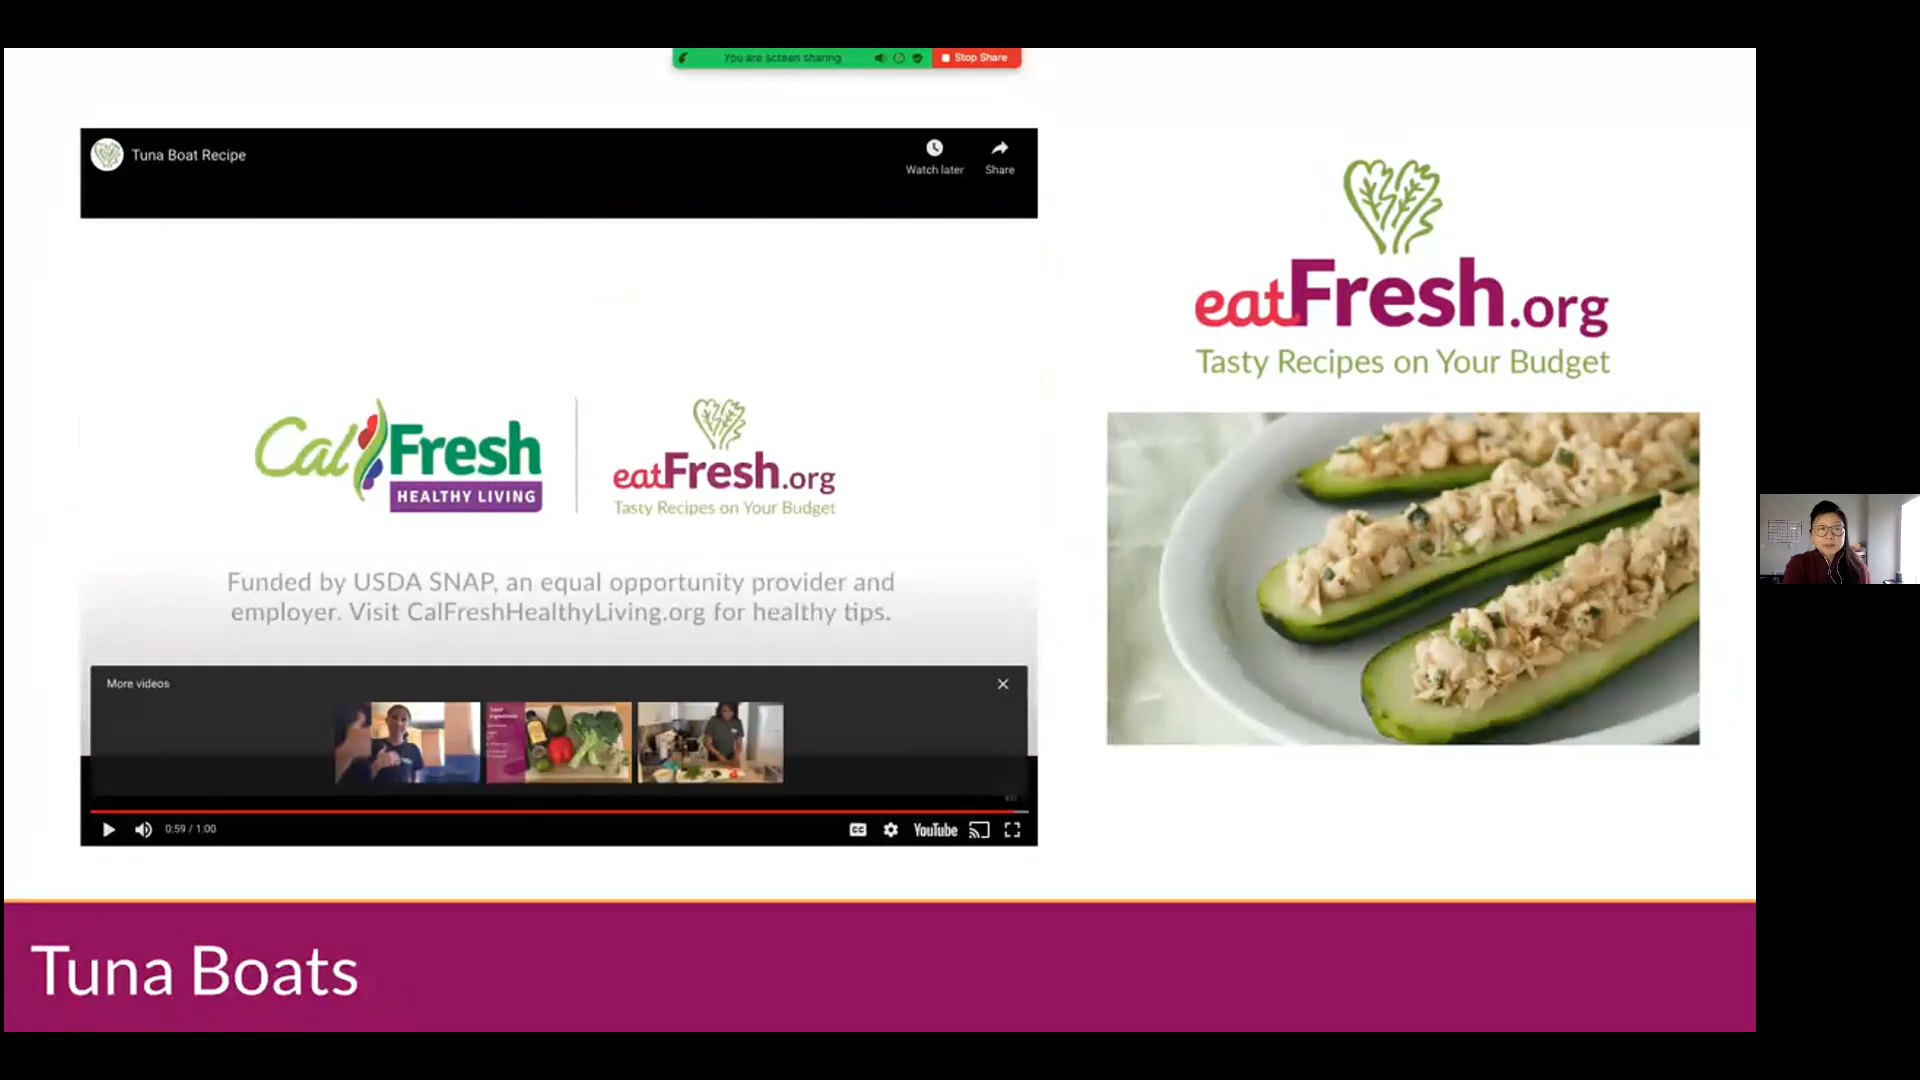 You are screen sharing
Stop Share
Tuna Boat Recipe
Watch later
Share
CalFresh
HEALTHY LIVING
eatFresh.org
Tasty Recipes on Your Budget
Funded by USDA SNAP, an equal opportunity provider and
employer. Visit CalFreshHealthyLiving.org for healthy tips.
More videos
0:59 / 1:00
CC
YouTube
eatFresh.org
Tasty Recipes on Your Budget
Tuna Boats